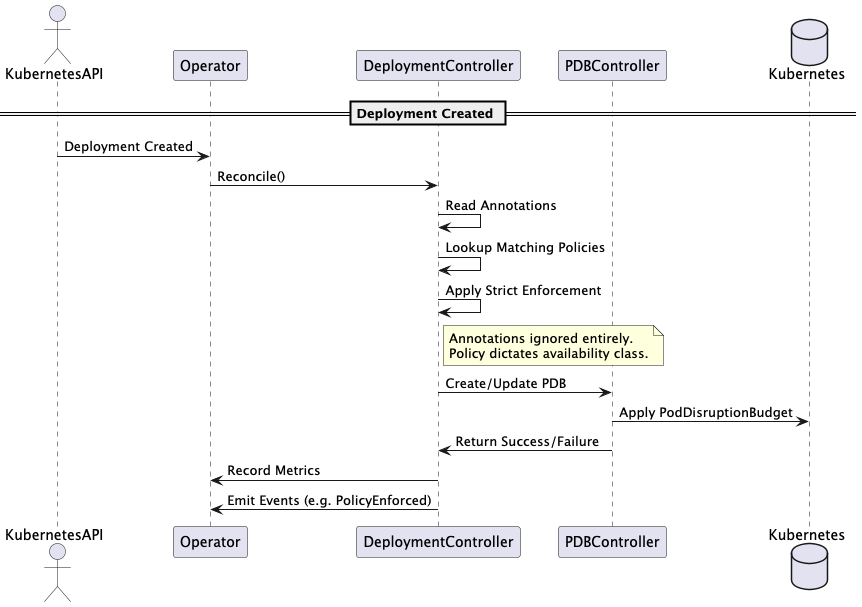 KubernetesAPI
Operator
DeploymentController
PDBController
Kubernetes
Deployment Created
Deployment Created
Reconcile()
Read Annotations
Lookup Matching Policies
Apply Strict Enforcement
Annotations ignored entirely.
Policy dictates availability class.
Create/Update PDB
Apply PodDisruptionBudget
Return Success/Failure
Record Metrics
Emit Events (e.g. PolicyEnforced)
KubernetesAPI
Operator
DeploymentController
PDBController
Kubernetes